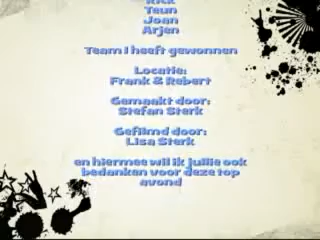 Rick
Teun
Joan
Arjen
Team 1 heeft gewonnen
Locatie:
Frank & Robert
Gemaakt door:
Stefan Sterk
Gefilmd door:
Lisa Sterk
en hiermee wil ik jullie ook
bedanken voor deze top
avond